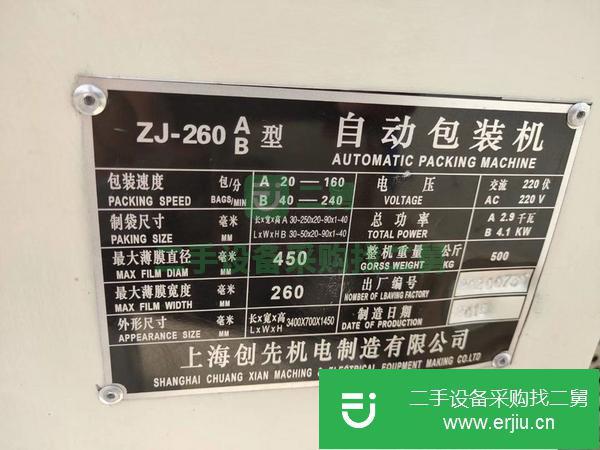 ZJ-260 A/B 型 自动包装机
AUTOMATIC PACKING MACHINE
包装速度 包/分 A 20-160 电压 交流 220 伏
PACKING SPEED BAGS/MIN B 40-240 VOLTAGE AC 220 V
制袋尺寸 毫米 长x宽x高 A 30-250x20-90x1-40 总功率 A 2.9 千瓦
PAKING SIZE MM LxWxH B 30-50x20-90x1-40 TOTAL POWER B 4.1 KW
最大薄膜直径 毫米 450 整机重量 公斤 500
MAX FILM DIAM MM GORSS WEIGHT KG
最大薄膜宽度 毫米 260 出厂编号
MAX FILM WIDTH MM NOMBER OF LBAVING FACTORY
外形尺寸 毫米 长x宽x高 3400X700X1450 制造日期
APPEARANCE SIZE MM LxWxH DATE OF PRODUCTION
上海创先机电制造有限公司
SHANGHAI CHUANG XIAN MACHING & ELECTRICAL EQUIPMENT MAKING CO.LTD
二舅
二手设备采购找二舅
二手设备采购找二舅
www.erjiu.cn